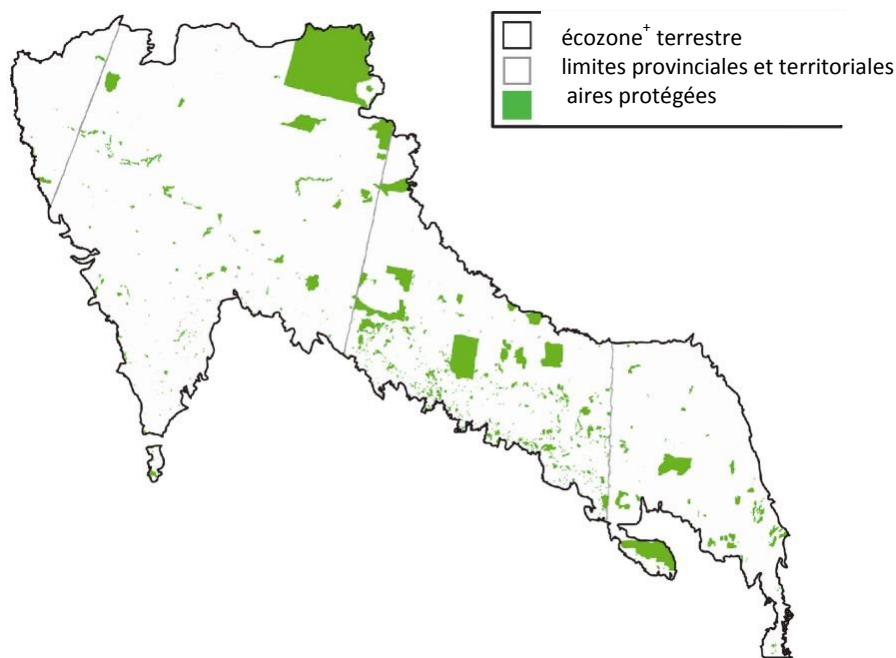 écozone⁺ terrestre
limites provinciales et territoriales
aires protégées